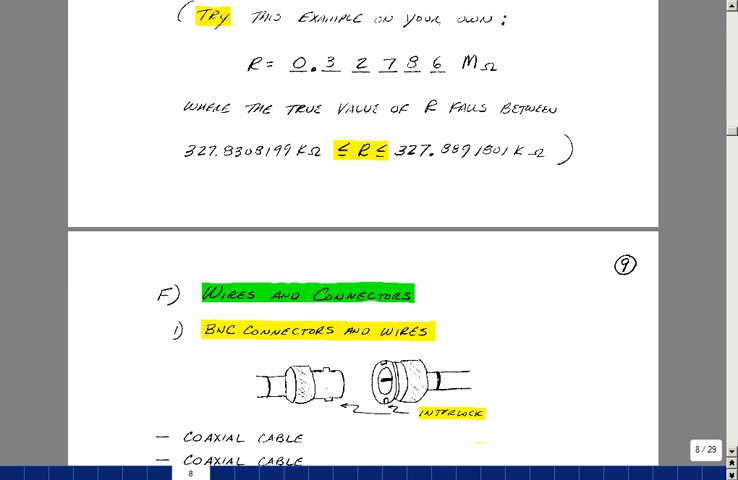 ( TRY THIS EXAMPLE ON YOUR OWN:
R = 0.3 2 7 8 6 MΩ
WHERE THE TRUE VALUE OF R FALLS BETWEEN
327.8308199 KΩ ≤ R ≤ 327.8891801 KΩ )
9
F) WIRES AND CONNECTORS
1) BNC CONNECTORS AND WIRES
INTERLOCK
— COAXIAL CABLE
— COAXIAL CABLE
8 / 29
8